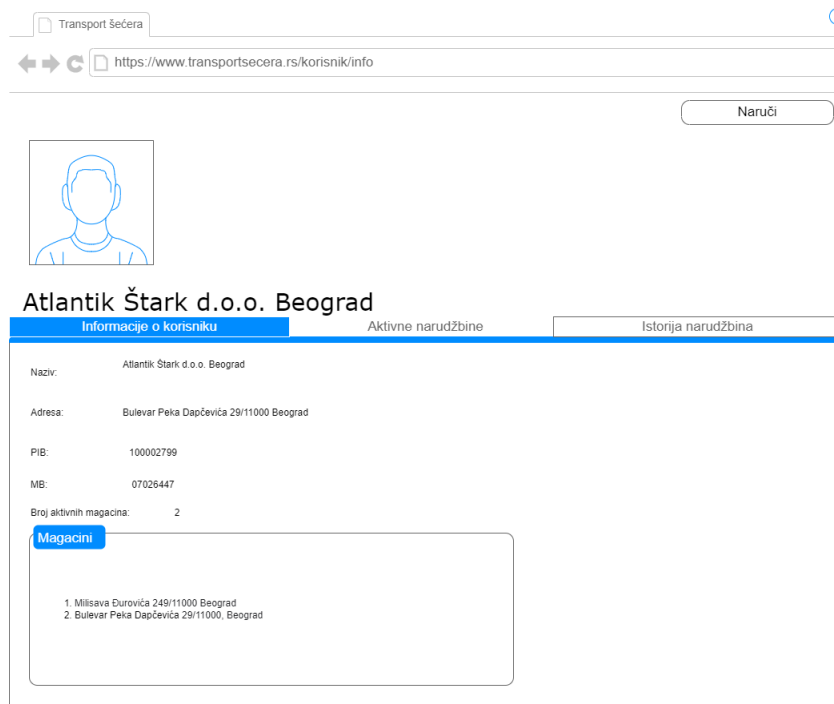 Transport šećera
https://www.transportsecera.rs/korisnik/info
Naruči
Atlantik Štark d.o.o. Beograd
Informacije o korisniku Aktivne narudžbine Istorija narudžbina
Naziv: Atlantik Štark d.o.o. Beograd
Adresa: Bulevar Peka Dapčevića 29/11000 Beograd
PIB: 100002799
MB: 07026447
Broj aktivnih magacina: 2
Magacini
1. Milisava Đurovića 249/11000 Beograd
2. Bulevar Peka Dapčevića 29/11000, Beograd